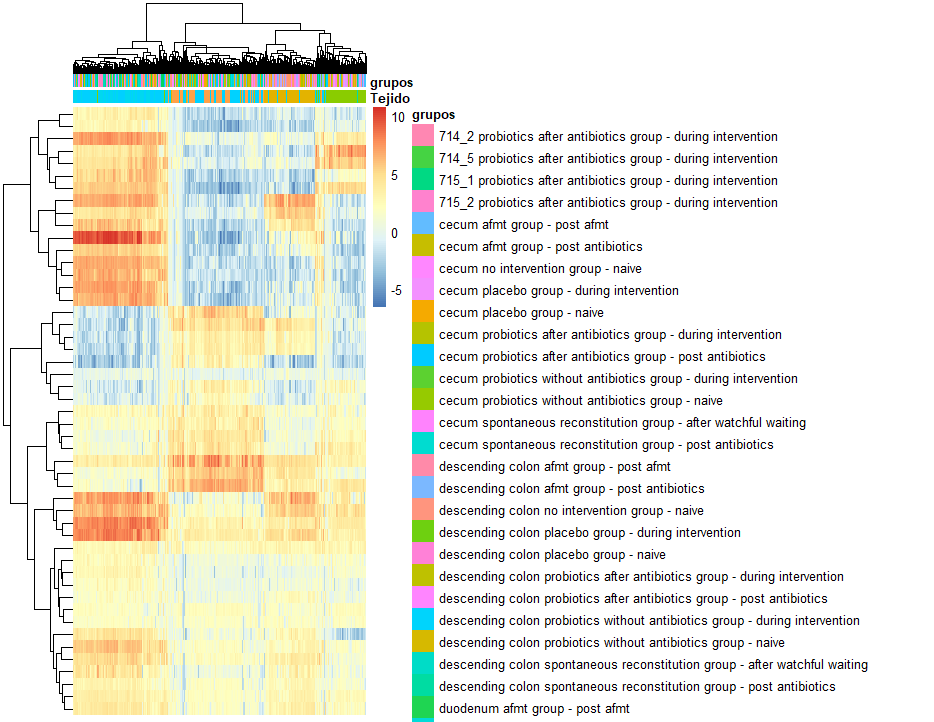 grupos
Tejido
10
5
0
-5
grupos
714_2 probiotics after antibiotics group - during intervention
714_5 probiotics after antibiotics group - during intervention
715_1 probiotics after antibiotics group - during intervention
715_2 probiotics after antibiotics group - during intervention
cecum afmt group - post afmt
cecum afmt group - post antibiotics
cecum no intervention group - naive
cecum placebo group - during intervention
cecum placebo group - naive
cecum probiotics after antibiotics group - during intervention
cecum probiotics after antibiotics group - post antibiotics
cecum probiotics without antibiotics group - during intervention
cecum probiotics without antibiotics group - naive
cecum spontaneous reconstitution group - after watchful waiting
cecum spontaneous reconstitution group - post antibiotics
descending colon afmt group - post afmt
descending colon afmt group - post antibiotics
descending colon no intervention group - naive
descending colon placebo group - during intervention
descending colon placebo group - naive
descending colon probiotics after antibiotics group - during intervention
descending colon probiotics after antibiotics group - post antibiotics
descending colon probiotics without antibiotics group - during intervention
descending colon probiotics without antibiotics group - naive
descending colon spontaneous reconstitution group - after watchful waiting
descending colon spontaneous reconstitution group - post antibiotics
duodenum afmt group - post afmt